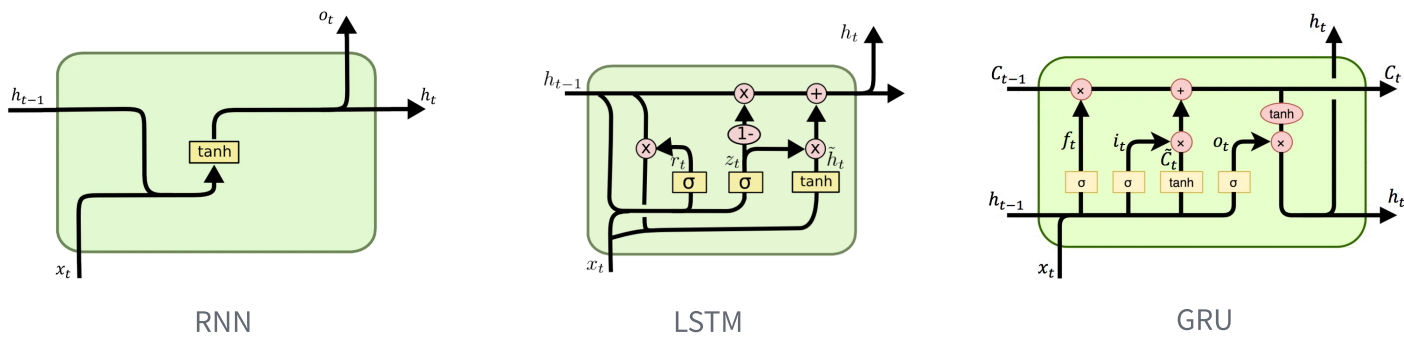 o_t
h_{t-1}
h_t
tanh
x_t
RNN
h_t
h_{t-1}
x
+
1-
x
r_t
z_t
x
h̃_t
σ
σ
tanh
x_t
LSTM
h_t
C_{t-1}
C_t
×
+
tanh
f_t
i_t
×
C̃_t
o_t
×
σ
σ
tanh
σ
h_{t-1}
h_t
x_t
GRU